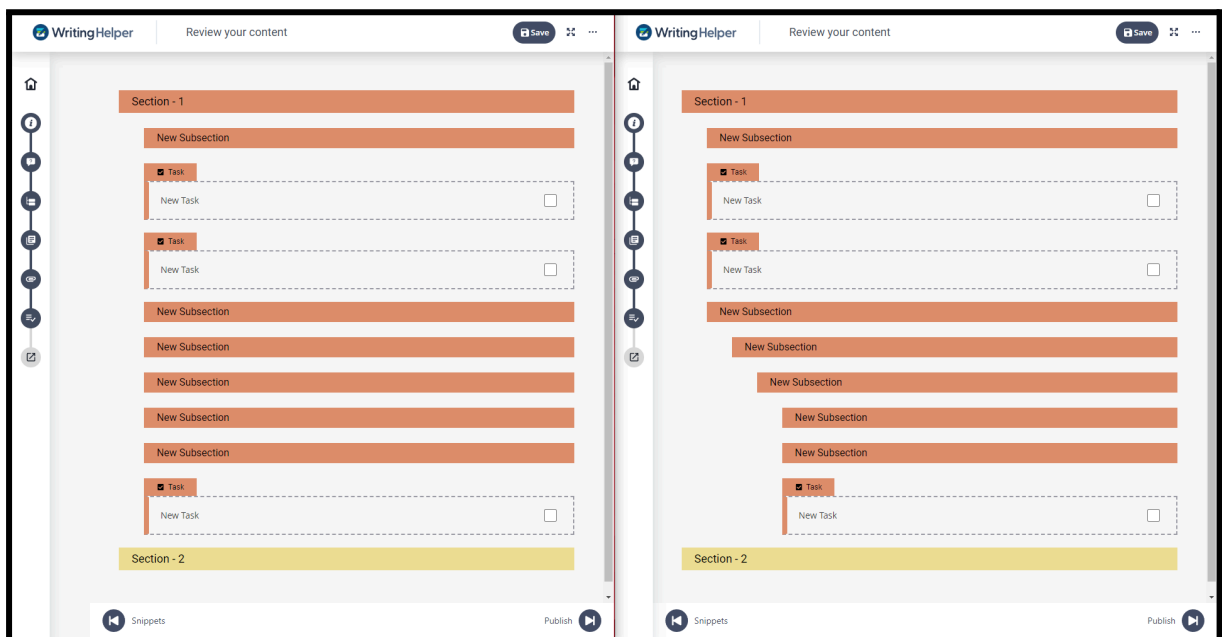 WritingHelper Review your content Save
Section - 1
New Subsection
Task
New Task
Task
New Task
New Subsection
New Subsection
New Subsection
New Subsection
New Subsection
Task
New Task
Section - 2
Snippets Publish
WritingHelper Review your content Save
Section - 1
New Subsection
Task
New Task
Task
New Task
New Subsection
New Subsection
New Subsection
New Subsection
New Subsection
Task
New Task
Section - 2
Snippets Publish